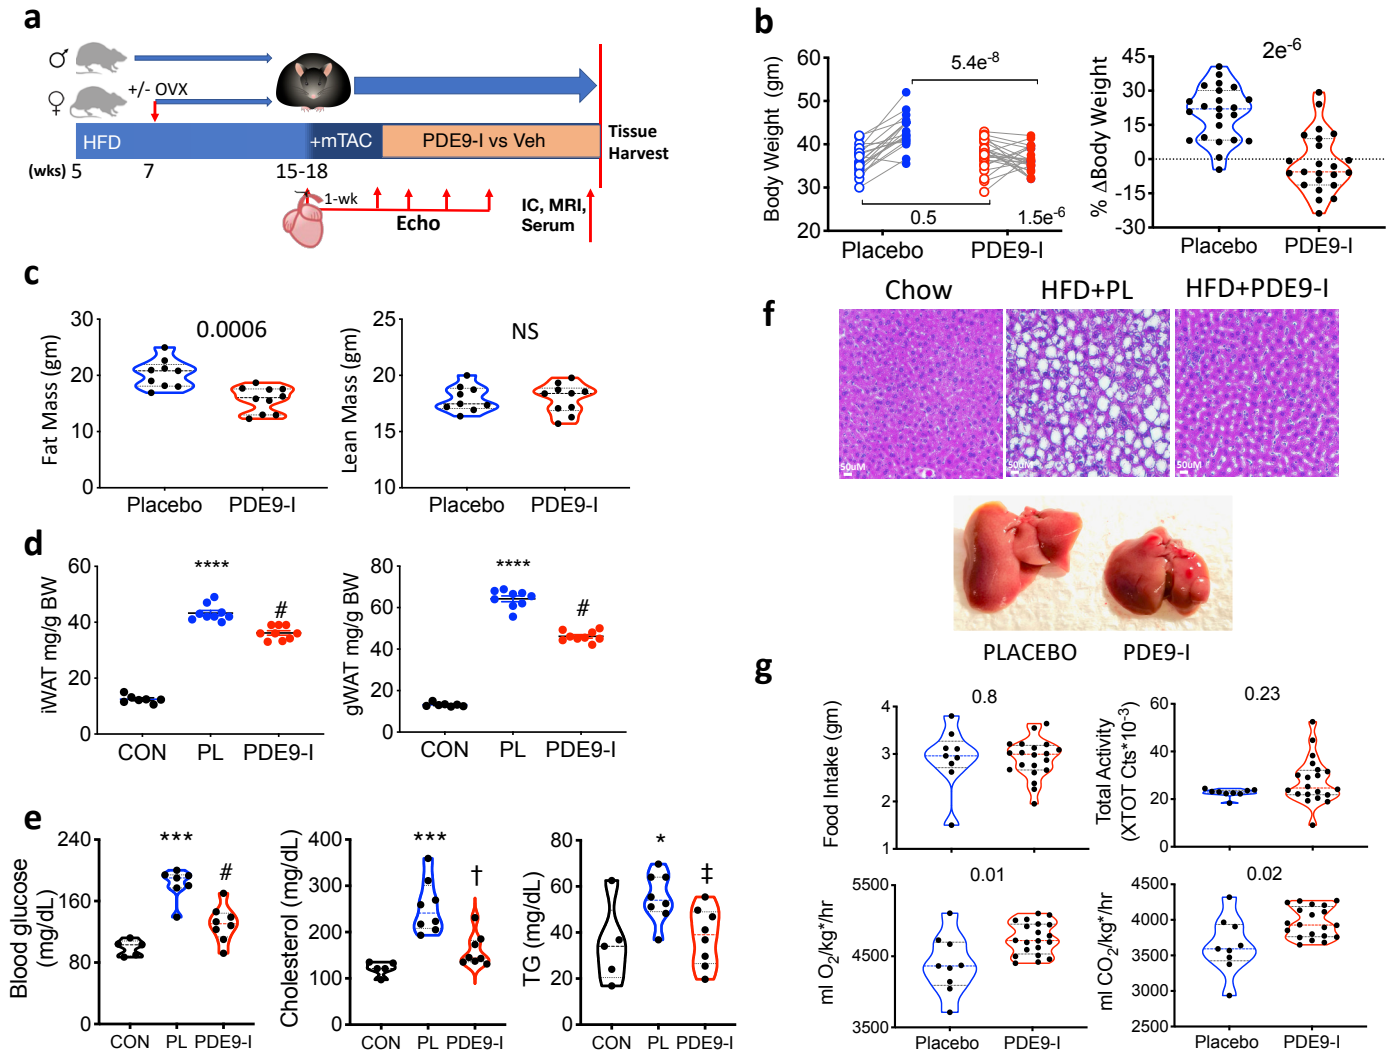 a
♂
♀
+/- OVX
HFD
+mTAC
PDE9-I vs Veh
Tissue
Harvest
(wks)
5
7
15-18
1-wk
Echo
IC, MRI,
Serum
b
Body Weight (gm)
60
50
40
30
20
5.4e-8
0.5
1.5e-6
Placebo
PDE9-I
% ΔBody Weight
45
30
15
0
-15
-30
2e-6
Placebo
PDE9-I
c
Fat Mass (gm)
30
20
10
0
0.0006
Placebo
PDE9-I
Lean Mass (gm)
25
20
15
10
NS
Placebo
PDE9-I
d
iWAT mg/g BW
60
40
20
0
****
#
CON
PL
PDE9-I
gWAT mg/g BW
80
60
40
20
0
****
#
CON
PL
PDE9-I
e
Blood glucose
(mg/dL)
240
160
80
0
***
#
CON
PL
PDE9-I
Cholesterol (mg/dL)
400
300
200
100
0
***
†
CON
PL
PDE9-I
TG (mg/dL)
80
60
40
20
0
*
‡
CON
PL
PDE9-I
f
Chow
HFD+PL
HFD+PDE9-I
50uM
50uM
50uM
PLACEBO
PDE9-I
g
Food Intake (gm)
4
3
2
1
0.8
Total Activity
(XTOT Cts*10-3)
60
40
20
0
0.23
ml O2/kg*/hr
5500
4500
3500
0.01
Placebo
PDE9-I
ml CO2/kg*/hr
4500
4000
3500
3000
2500
0.02
Placebo
PDE9-I